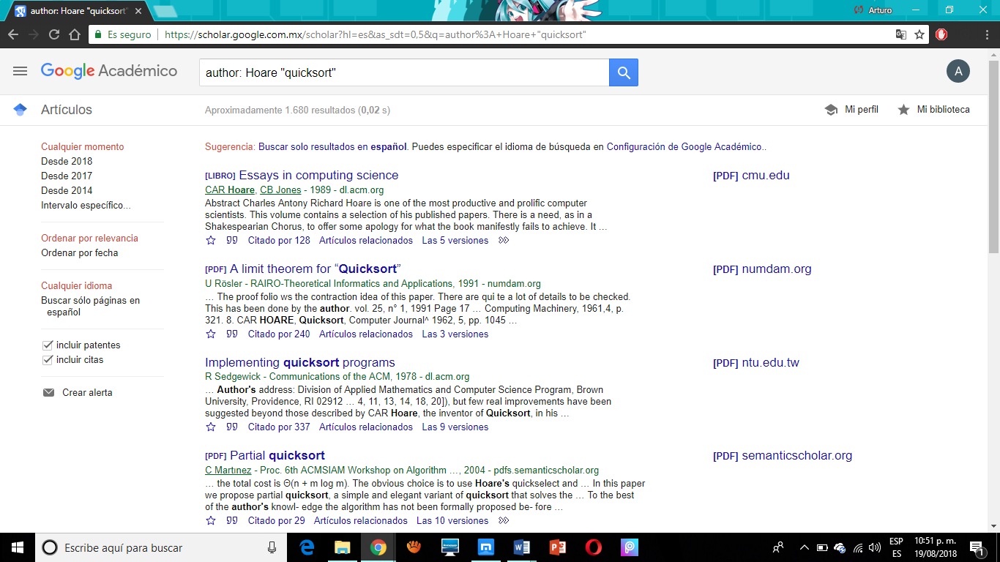 author: Hoare "quicksort"
Arturo
Es seguro
https://scholar.google.com.mx/scholar?hl=es&as_sdt=0,5&q=author%3A+Hoare+"quicksort"
Google Académico
author: Hoare "quicksort"
A
Artículos
Aproximadamente 1.680 resultados (0,02 s)
Mi perfil
Mi biblioteca
Cualquier momento
Desde 2018
Desde 2017
Desde 2014
Intervalo específico...
Ordenar por relevancia
Ordenar por fecha
Cualquier idioma
Buscar sólo páginas en
español
incluir patentes
incluir citas
Crear alerta
Sugerencia: Buscar solo resultados en español. Puedes especificar el idioma de búsqueda en Configuración de Google Académico..
[LIBRO] Essays in computing science
[PDF] cmu.edu
CAR Hoare, CB Jones - 1989 - dl.acm.org
Abstract Charles Antony Richard Hoare is one of the most productive and prolific computer
scientists. This volume contains a selection of his published papers. There is a need, as in a
Shakespearian Chorus, to offer some apology for what the book manifestly fails to achieve. It ...
Citado por 128 Artículos relacionados Las 5 versiones
[PDF] A limit theorem for “Quicksort”
[PDF] numdam.org
U Rösler - RAIRO-Theoretical Informatics and Applications, 1991 - numdam.org
... The proof folio ws the contraction idea of this paper. There are qui te a lot of details to be checked.
This has been done by the author. vol. 25, n° 1, 1991 Page 17 ... Computing Machinery, 1961,4, p.
321. 8. CAR HOARE, Quicksort, Computer Journal^ 1962, 5, pp. 1045 ...
Citado por 240 Artículos relacionados Las 3 versiones
Implementing quicksort programs
[PDF] ntu.edu.tw
R Sedgewick - Communications of the ACM, 1978 - dl.acm.org
... Author's address: Division of Applied Mathematics and Computer Science Program, Brown
University, Providence, RI 02912 ... 4, 11, 13, 14, 18, 20]), but few real improvements have been
suggested beyond those described by CAR Hoare, the inventor of Quicksort, in his ...
Citado por 337 Artículos relacionados Las 9 versiones
[PDF] Partial quicksort
[PDF] semanticscholar.org
C Martınez - Proc. 6th ACMSIAM Workshop on Algorithm ..., 2004 - pdfs.semanticscholar.org
... the total cost is Θ(n + m log m). The obvious choice is to use Hoare's quickselect and ... In this paper
we propose partial quicksort, a simple and elegant variant of quicksort that solves the ... To the best
of the author's knowl- edge the algorithm has not been formally proposed be- fore ...
Citado por 29 Artículos relacionados Las 10 versiones
Escribe aquí para buscar
ESP
ES
10:51 p. m.
19/08/2018
1